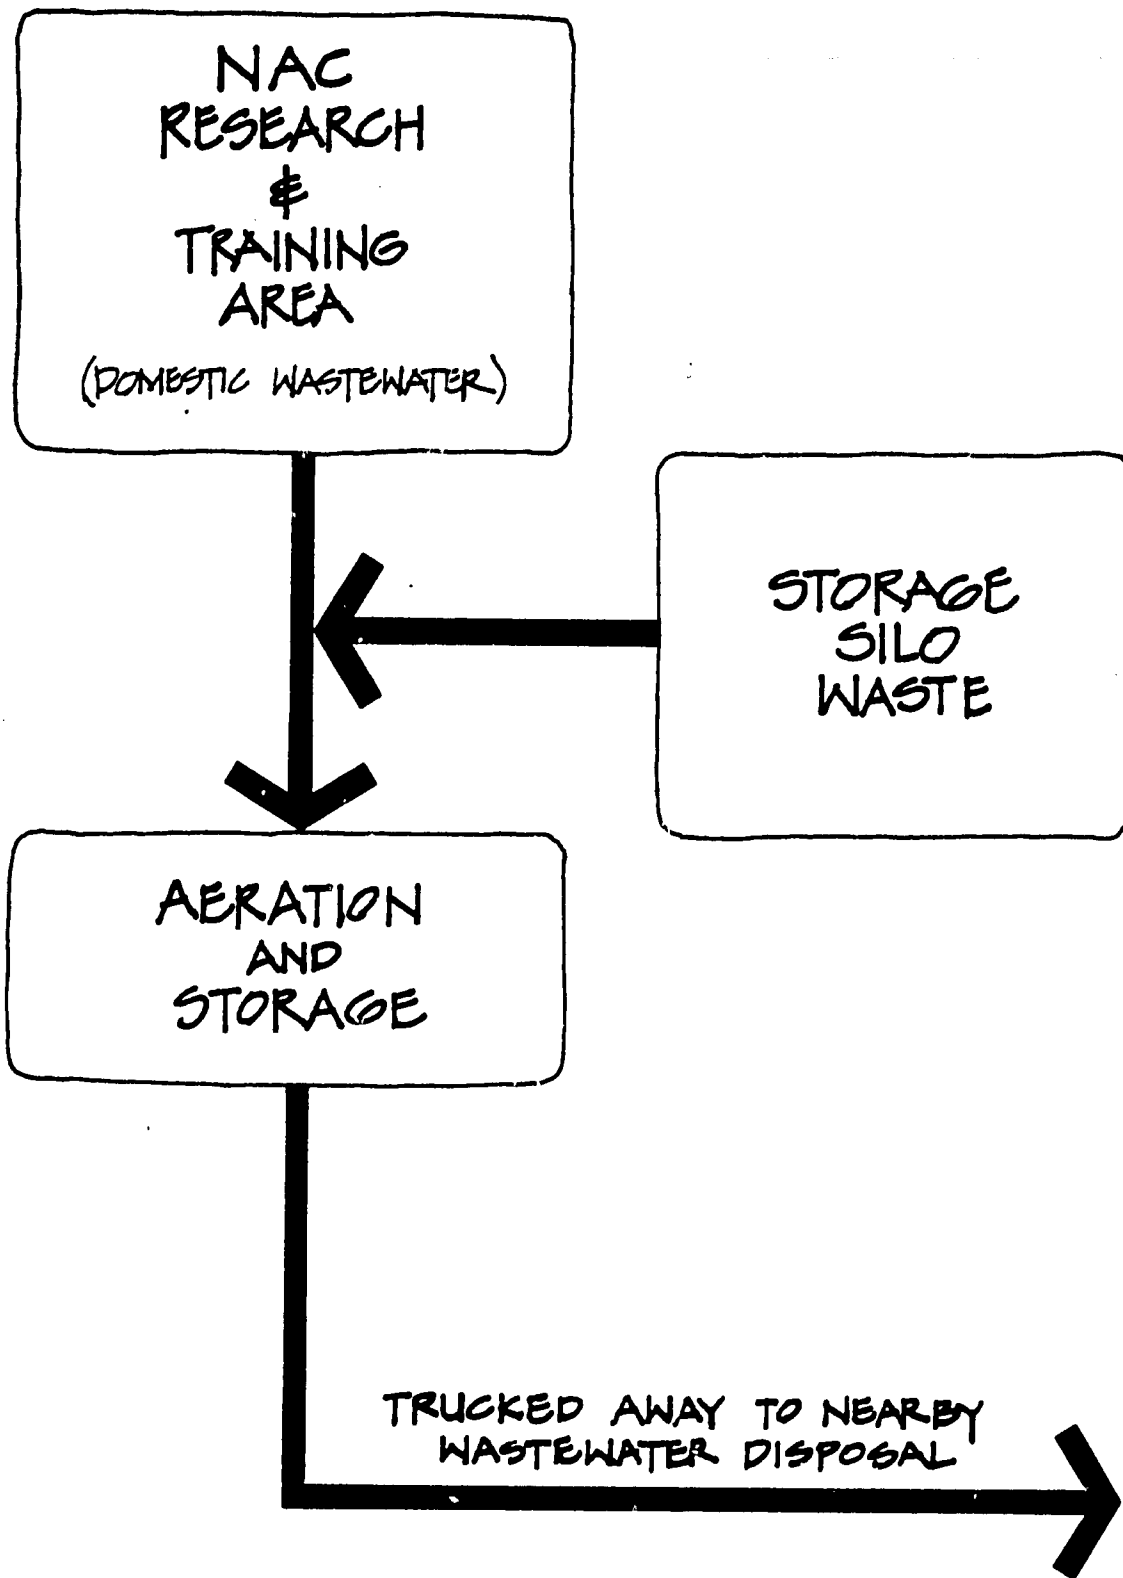 NAC
RESEARCH
&
TRAINING
AREA
(DOMESTIC WASTEWATER)
STORAGE
SILO
WASTE
AERATION
AND
STORAGE
TRUCKED AWAY TO NEARBY
WASTEWATER DISPOSAL